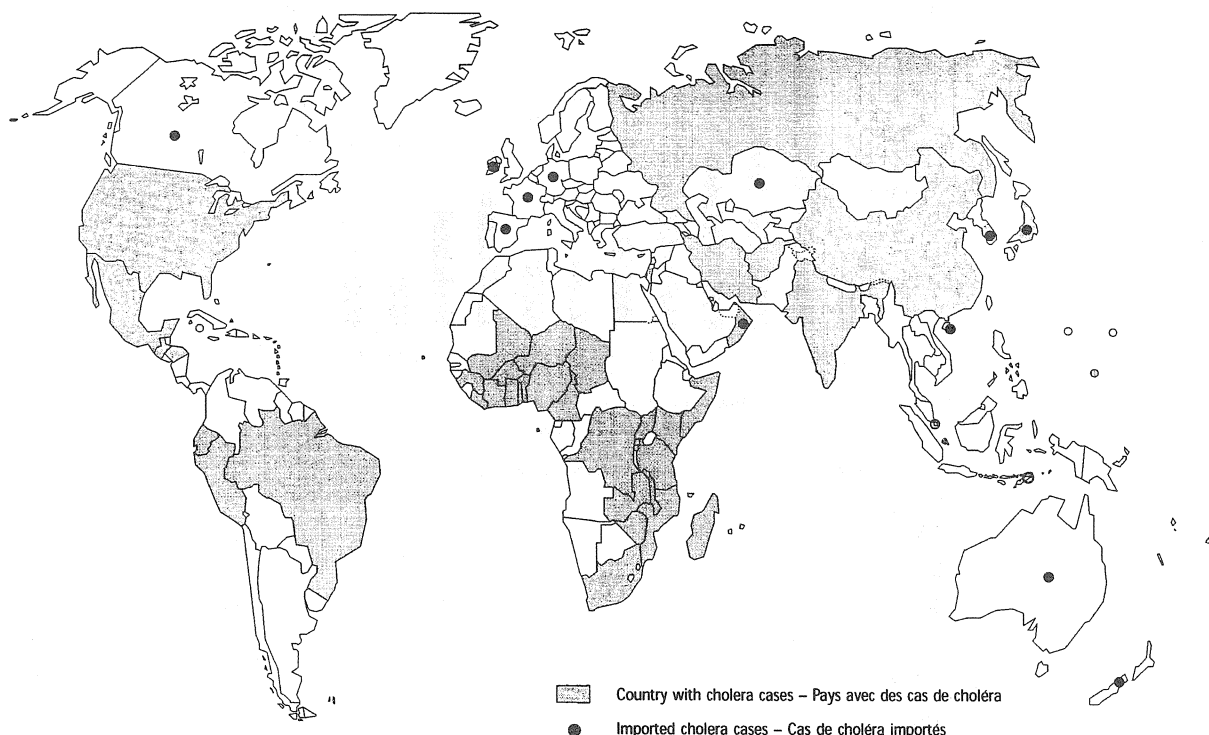 Country with cholera cases – Pays avec des cas de choléra
Imported cholera cases – Cas de choléra importés